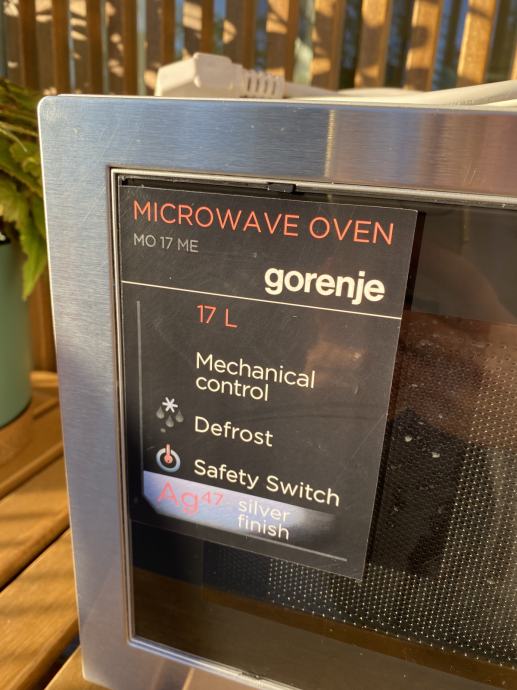 MICROWAVE OVEN
MO 17 ME
gorenje
17 L
Mechanical
control
Defrost
Safety Switch
Ag47 silver
finish